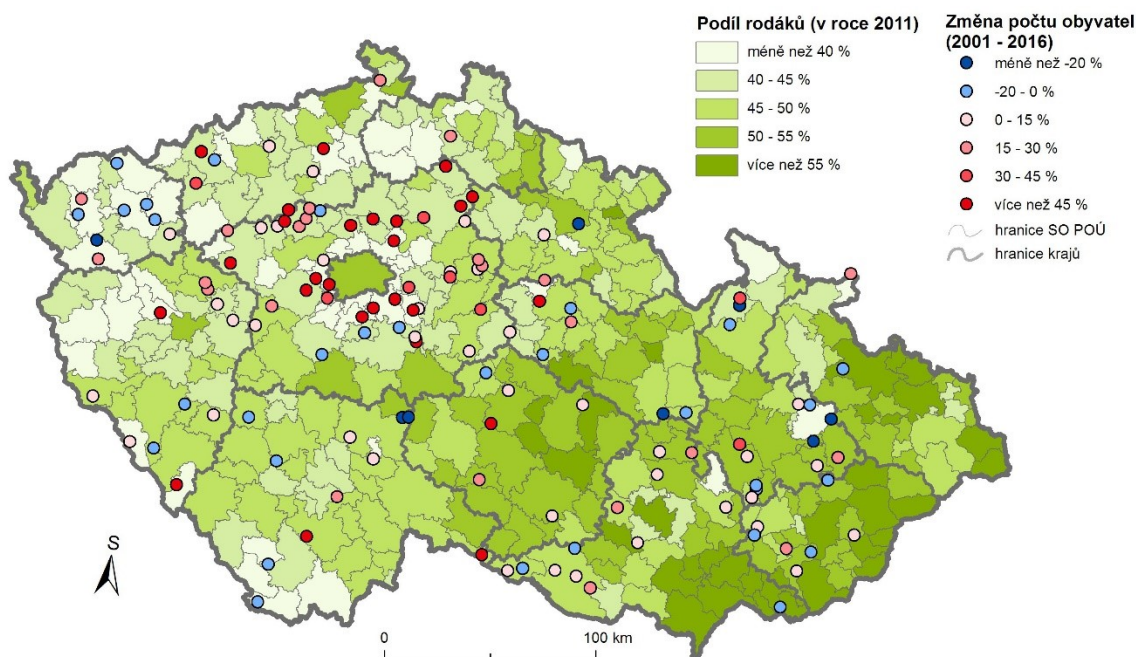 Podíl rodáků (v roce 2011)
méně než 40 %
40 - 45 %
45 - 50 %
50 - 55 %
více než 55 %
Změna počtu obyvatel
(2001 - 2016)
méně než -20 %
-20 - 0 %
0 - 15 %
15 - 30 %
30 - 45 %
více než 45 %
hranice SO POÚ
hranice krajů
S
0 100 km